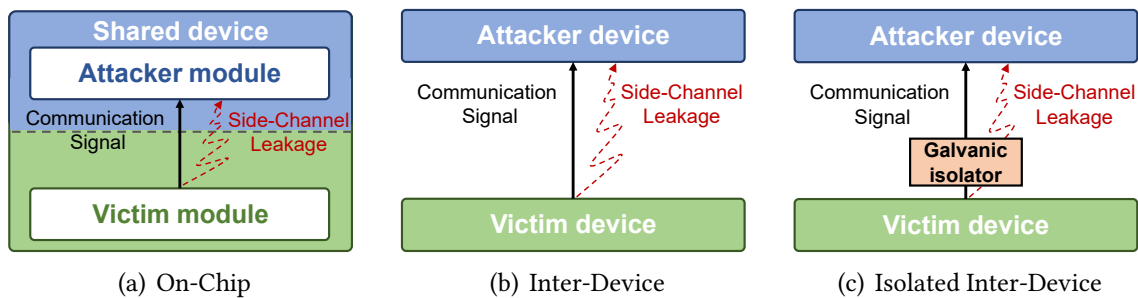 Shared device
Attacker module
Communication
Signal
Side-Channel
Leakage
Victim module
(a) On-Chip
Attacker device
Communication
Signal
Side-Channel
Leakage
Victim device
(b) Inter-Device
Attacker device
Communication
Signal
Side-Channel
Leakage
Galvanic
isolator
Victim device
(c) Isolated Inter-Device